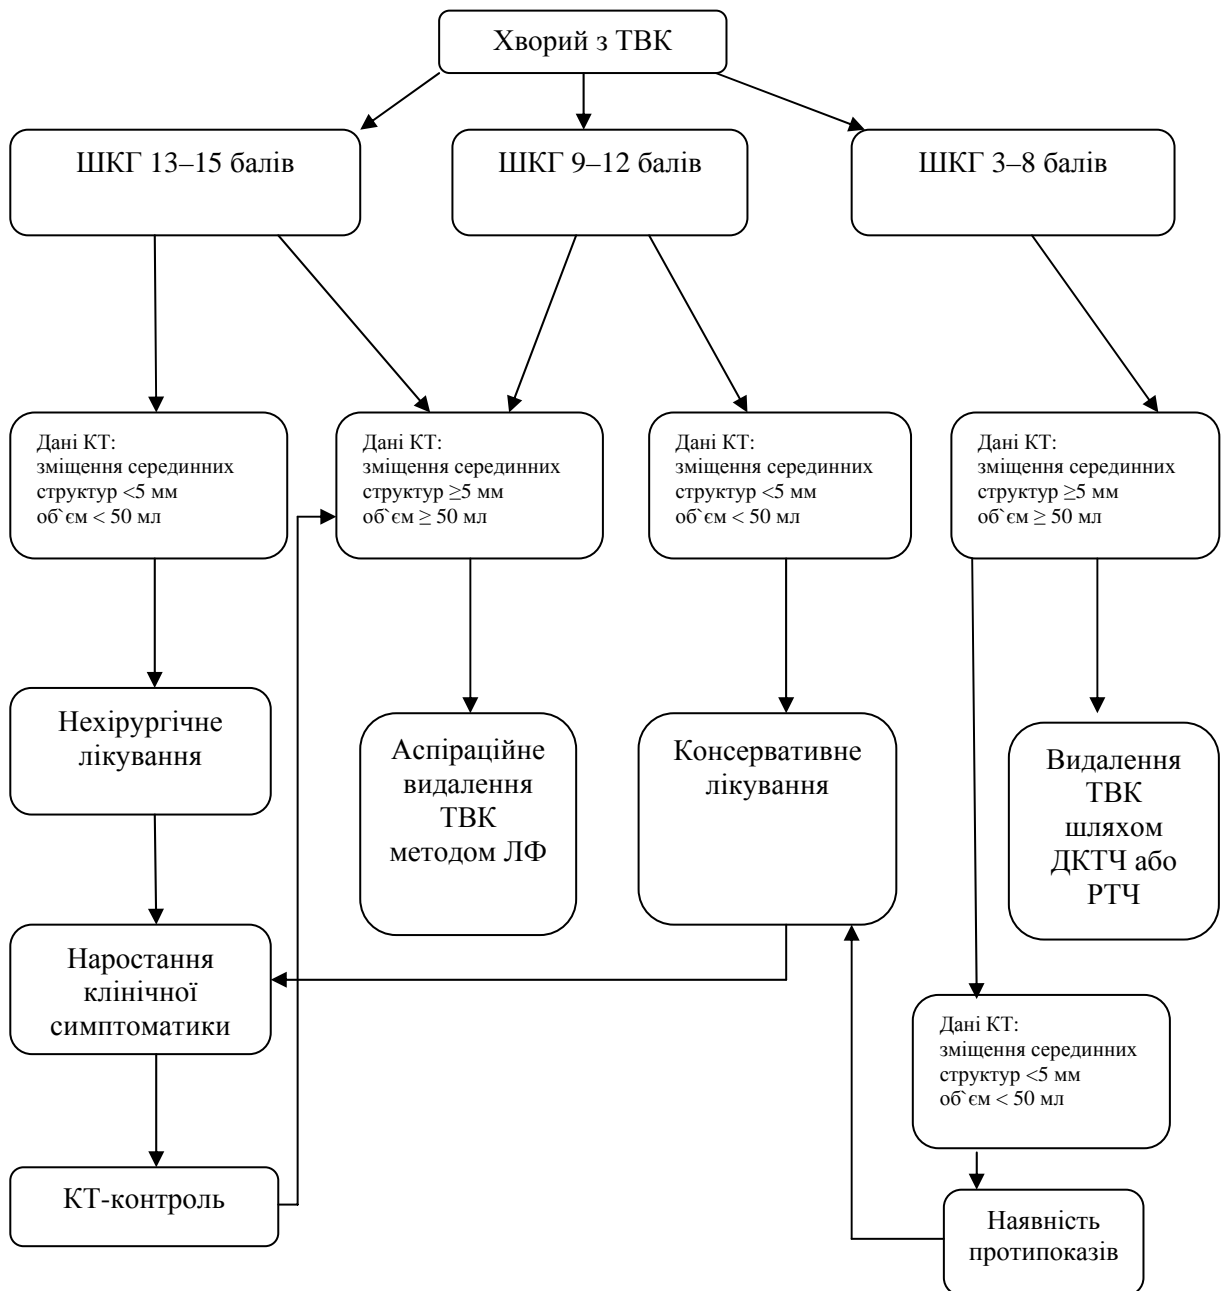 Хворий з ТВК
ШКГ 13–15 балів
ШКГ 9–12 балів
ШКГ 3–8 балів
Дані КТ:
зміщення серединних
структур <5 мм
об`єм < 50 мл
Дані КТ:
зміщення серединних
структур ≥5 мм
об`єм ≥ 50 мл
Дані КТ:
зміщення серединних
структур <5 мм
об`єм < 50 мл
Дані КТ:
зміщення серединних
структур ≥5 мм
об`єм ≥ 50 мл
Нехірургічне
лікування
Аспіраційне
видалення
ТВК
методом ЛФ
Консервативне
лікування
Видалення
ТВК
шляхом
ДКТЧ або
РТЧ
Наростання
клінічної
симптоматики
Дані КТ:
зміщення серединних
структур <5 мм
об`єм < 50 мл
КТ-контроль
Наявність
протипоказів